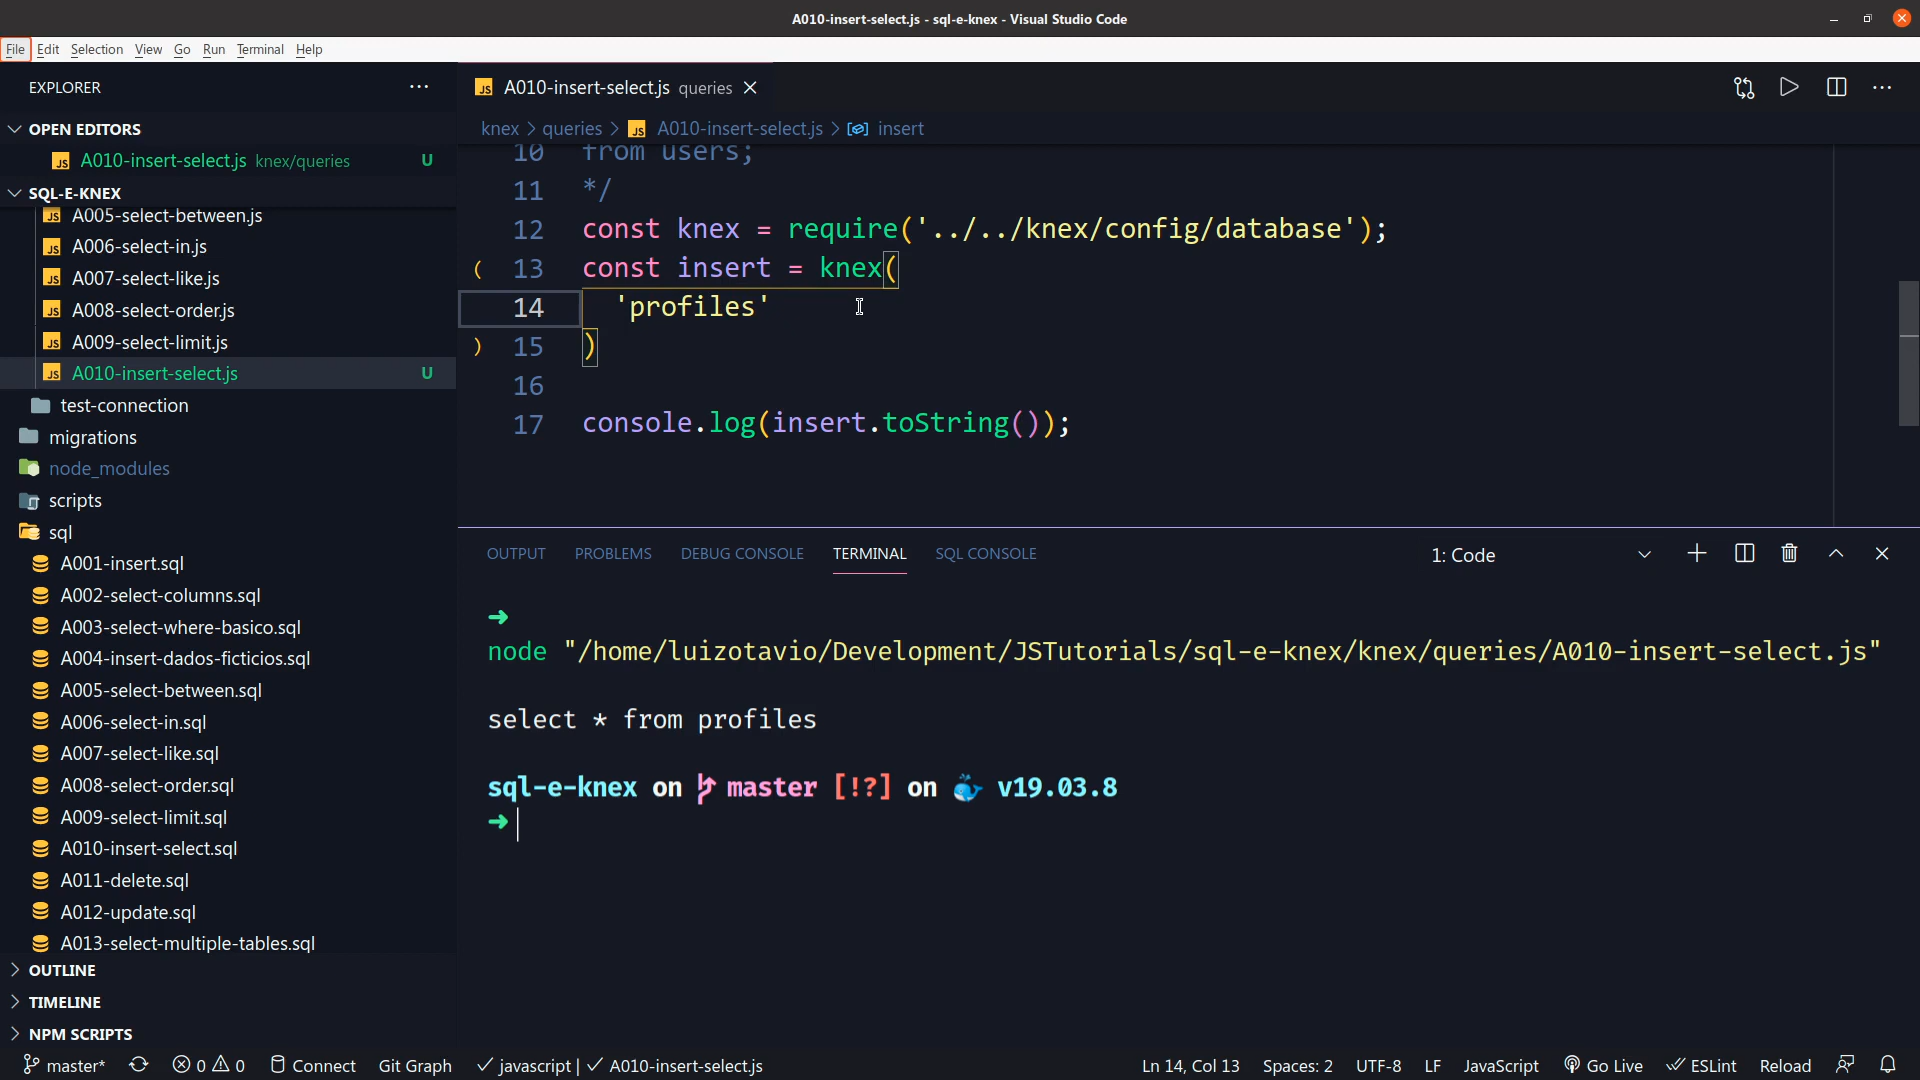 A010-insert-select.js - sql-e-knex - Visual Studio Code
File Edit Selection View Go Run Terminal Help
EXPLORER
OPEN EDITORS
JS A010-insert-select.js knex/queries U
SQL-E-KNEX
JS A005-select-between.js
JS A006-select-in.js
JS A007-select-like.js
JS A008-select-order.js
JS A009-select-limit.js
JS A010-insert-select.js U
test-connection
migrations
node_modules
scripts
sql
A001-insert.sql
A002-select-columns.sql
A003-select-where-basico.sql
A004-insert-dados-ficticios.sql
A005-select-between.sql
A006-select-in.sql
A007-select-like.sql
A008-select-order.sql
A009-select-limit.sql
A010-insert-select.sql
A011-delete.sql
A012-update.sql
A013-select-multiple-tables.sql
OUTLINE
TIMELINE
NPM SCRIPTS
JS A010-insert-select.js queries
knex > queries > JS A010-insert-select.js > insert
10 from users;
11 */
12 const knex = require('../../knex/config/database');
( 13 const insert = knex(
14 'profiles'
) 15 )
16
17 console.log(insert.toString());
OUTPUT PROBLEMS DEBUG CONSOLE TERMINAL SQL CONSOLE 1: Code
➜
node "/home/luizotavio/Development/JSTutorials/sql-e-knex/knex/queries/A010-insert-select.js"
select * from profiles
sql-e-knex on master [!?] on 🐳 v19.03.8
➜
master* 0 0 Connect Git Graph ✓ javascript | ✓ A010-insert-select.js Ln 14, Col 13 Spaces: 2 UTF-8 LF JavaScript Go Live ESLint Reload